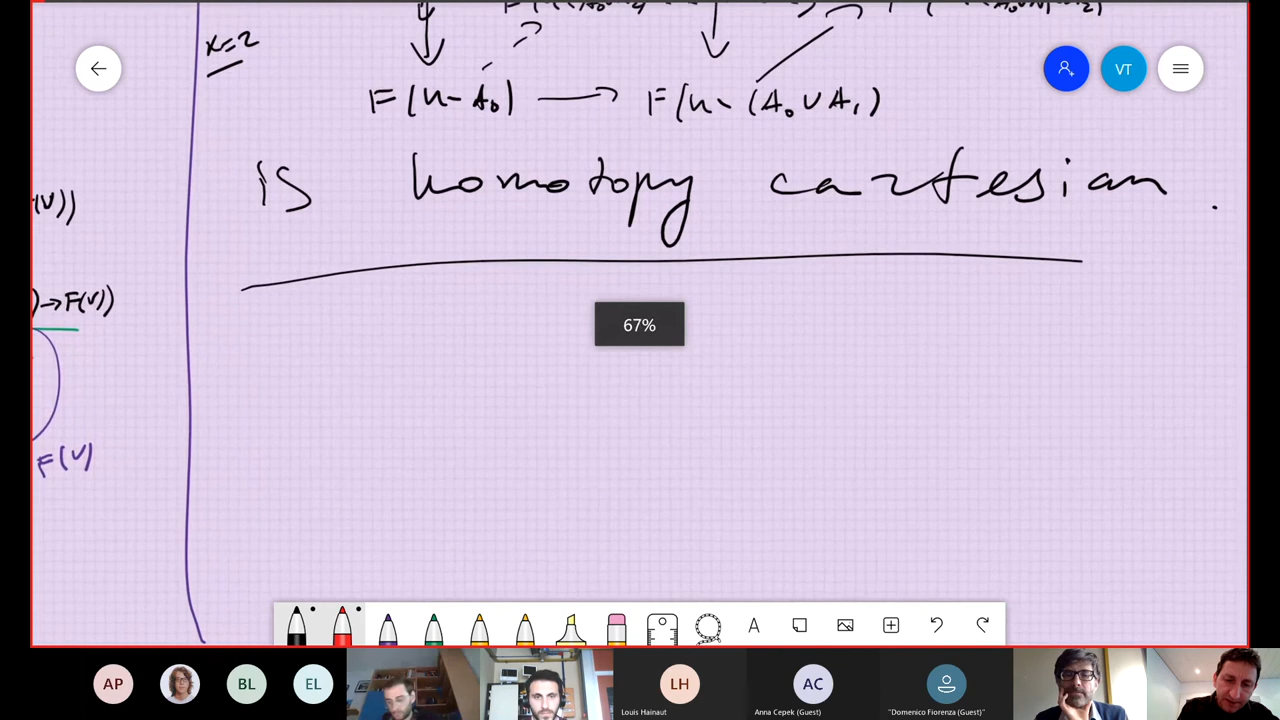 x=2
F(U-A₀) → F(U-(A₀∪A₁)
is homotopy cartesian.
(V))
)→F(V))
F(V)
67%
VT
A
AP
BL
EL
LH
Louis Hainaut
AC
Anna Cepek (Guest)
"Domenico Fiorenza (Guest)"